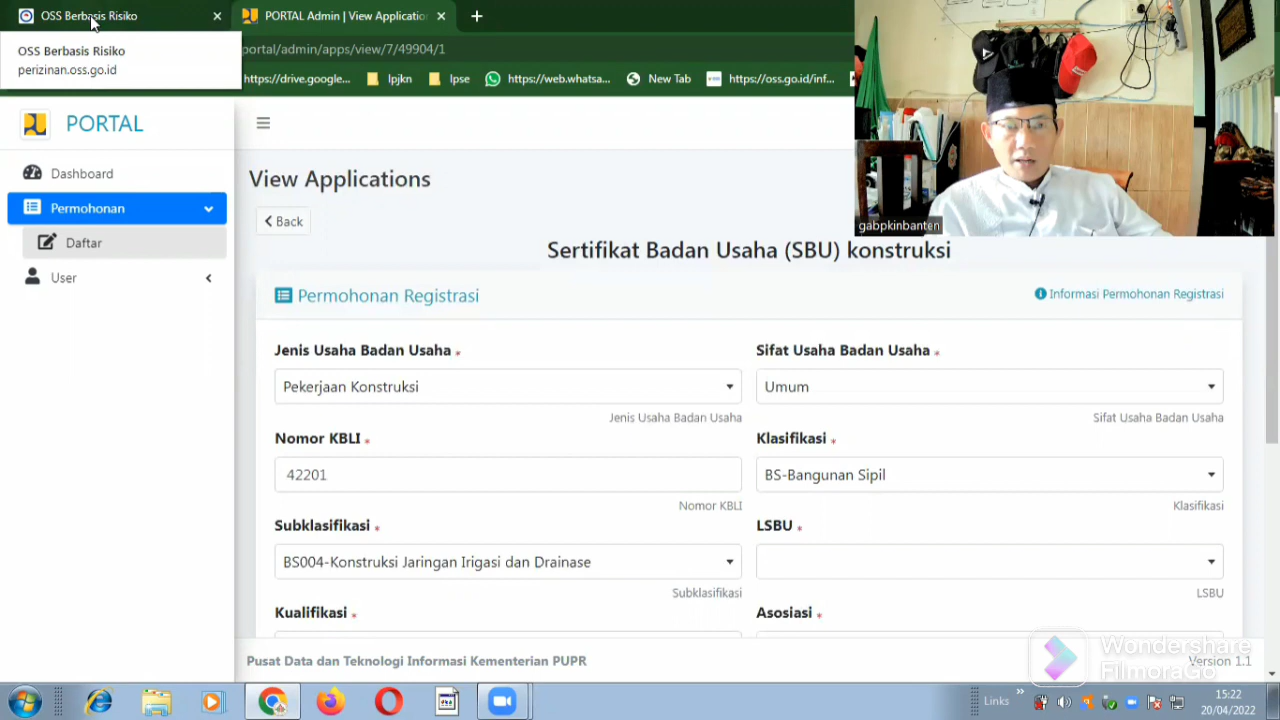 OSS Berbasis Risiko
PORTAL Admin | View Applicatio
OSS Berbasis Risiko
perizinan.oss.go.id
portal/admin/apps/view/7/49904/1
https://drive.google...
lpjkn
lpse
https://web.whatsa...
New Tab
https://oss.go.id/inf...
PORTAL
Dashboard
Permohonan
Daftar
User
gabpkinbanten
View Applications
Back
Sertifikat Badan Usaha (SBU) konstruksi
Permohonan Registrasi
Informasi Permohonan Registrasi
Jenis Usaha Badan Usaha *
Sifat Usaha Badan Usaha *
Pekerjaan Konstruksi
Umum
Jenis Usaha Badan Usaha
Sifat Usaha Badan Usaha
Nomor KBLI *
Klasifikasi *
42201
BS-Bangunan Sipil
Nomor KBLI
Klasifikasi
Subklasifikasi *
LSBU *
BS004-Konstruksi Jaringan Irigasi dan Drainase
Subklasifikasi
LSBU
Kualifikasi *
Asosiasi *
Pusat Data dan Teknologi Informasi Kementerian PUPR
Version 1.1
Wondershare
FilmoraGo
Links
15:22
20/04/2022